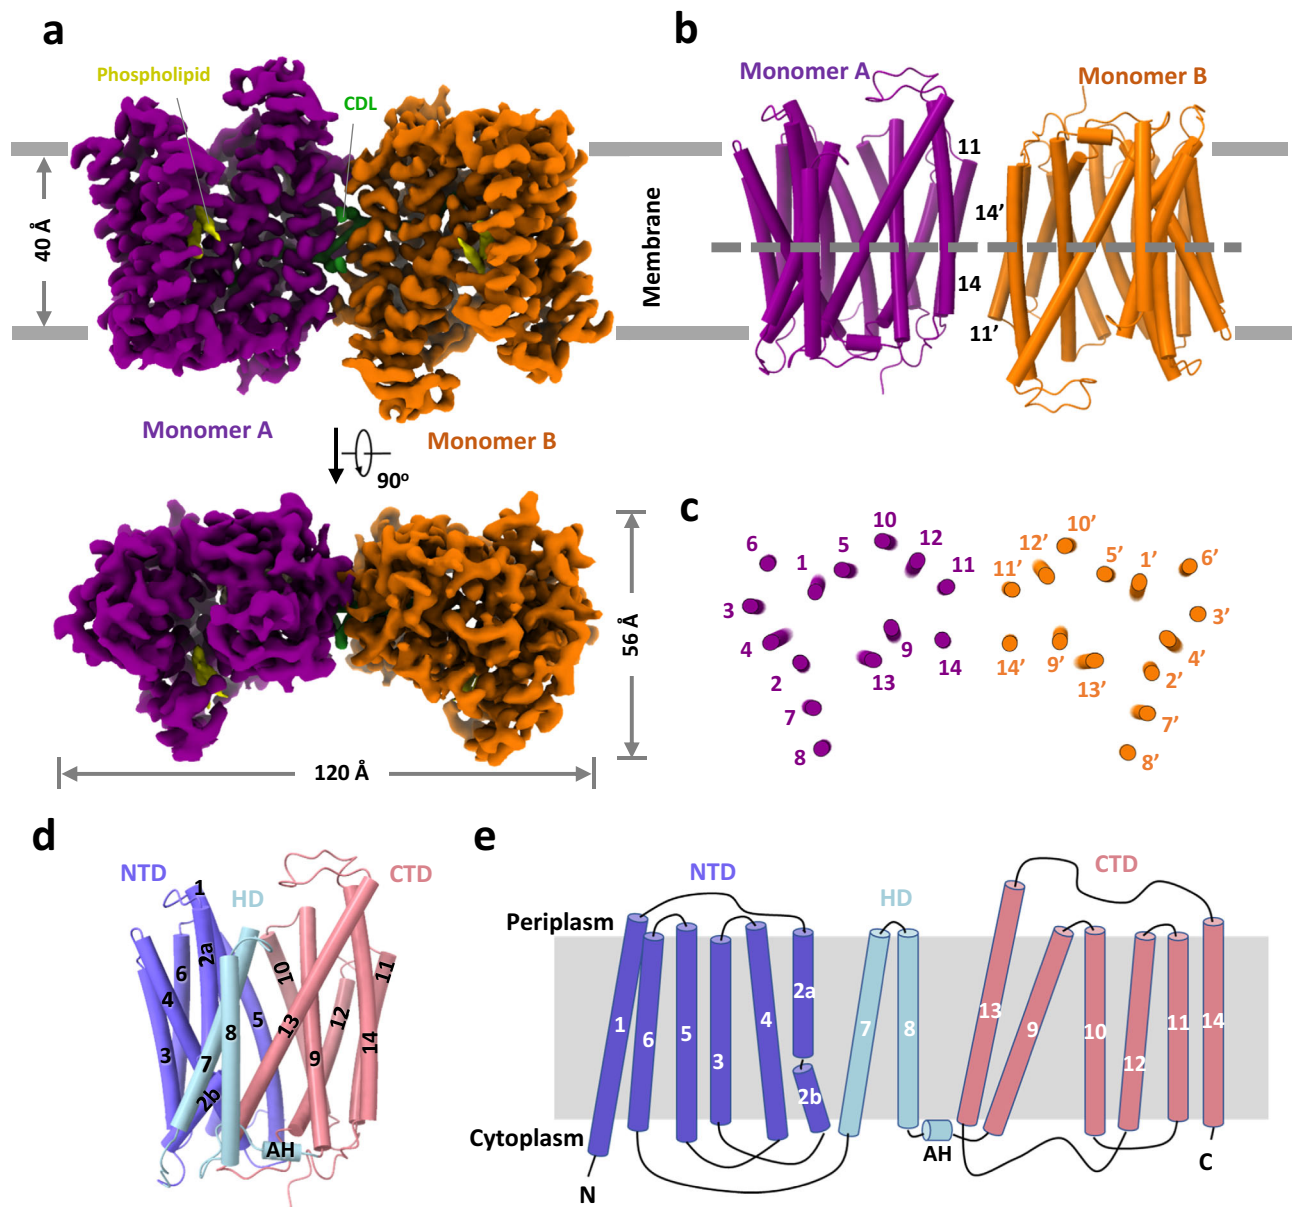 a
Phospholipid
CDL
40 Å
Membrane
Monomer A
Monomer B
90o
56 Å
120 Å
b
Monomer A
Monomer B
11
14’
14
11’
c
10
12
10’
6
1
5
11
12’
5’
1’
6’
11’
3
3’
4
9
14
14’
9’
4’
2
13
13’
2’
7
7’
8
8’
d
NTD
HD
CTD
1
2a
6
10
11
4
5
13
12
3
7
8
9
14
2b
AH
e
NTD
HD
CTD
Periplasm
Cytoplasm
1
6
5
3
4
2a
2b
7
8
AH
13
9
10
12
11
14
N
C